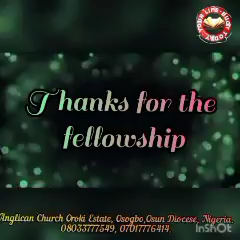 Thanks for the
fellowship
Anglican Church Oroki Estate, Osogbo,Osun Diocese, Nigeria.
08033777549, 07017776414
InShOt